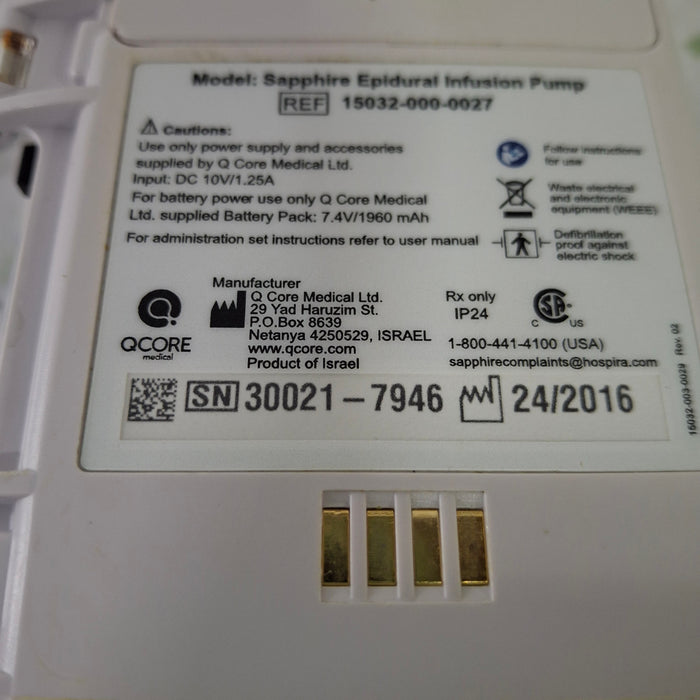 Model: Sapphire Epidural Infusion Pump
REF 15032-000-0027
Cautions:
Use only power supply and accessories
supplied by Q Core Medical Ltd.
Input: DC 10V/1.25A
For battery power use only Q Core Medical
Ltd. supplied Battery Pack: 7.4V/1960 mAh
For administration set instructions refer to user manual
Follow instructions
for use
Waste electrical
and electronic
equipment (WEEE)
Defibrillation
proof against
electric shock
QCORE
medical
Manufacturer
Q Core Medical Ltd.
29 Yad Haruzim St.
P.O.Box 8639
Netanya 4250529, ISRAEL
www.qcore.com
Product of Israel
Rx only
IP24
C SA US
1-800-441-4100 (USA)
sapphirecomplaints@hospira.com
SN 30021-7946 24/2016
15032-003-0029 Rev. 02